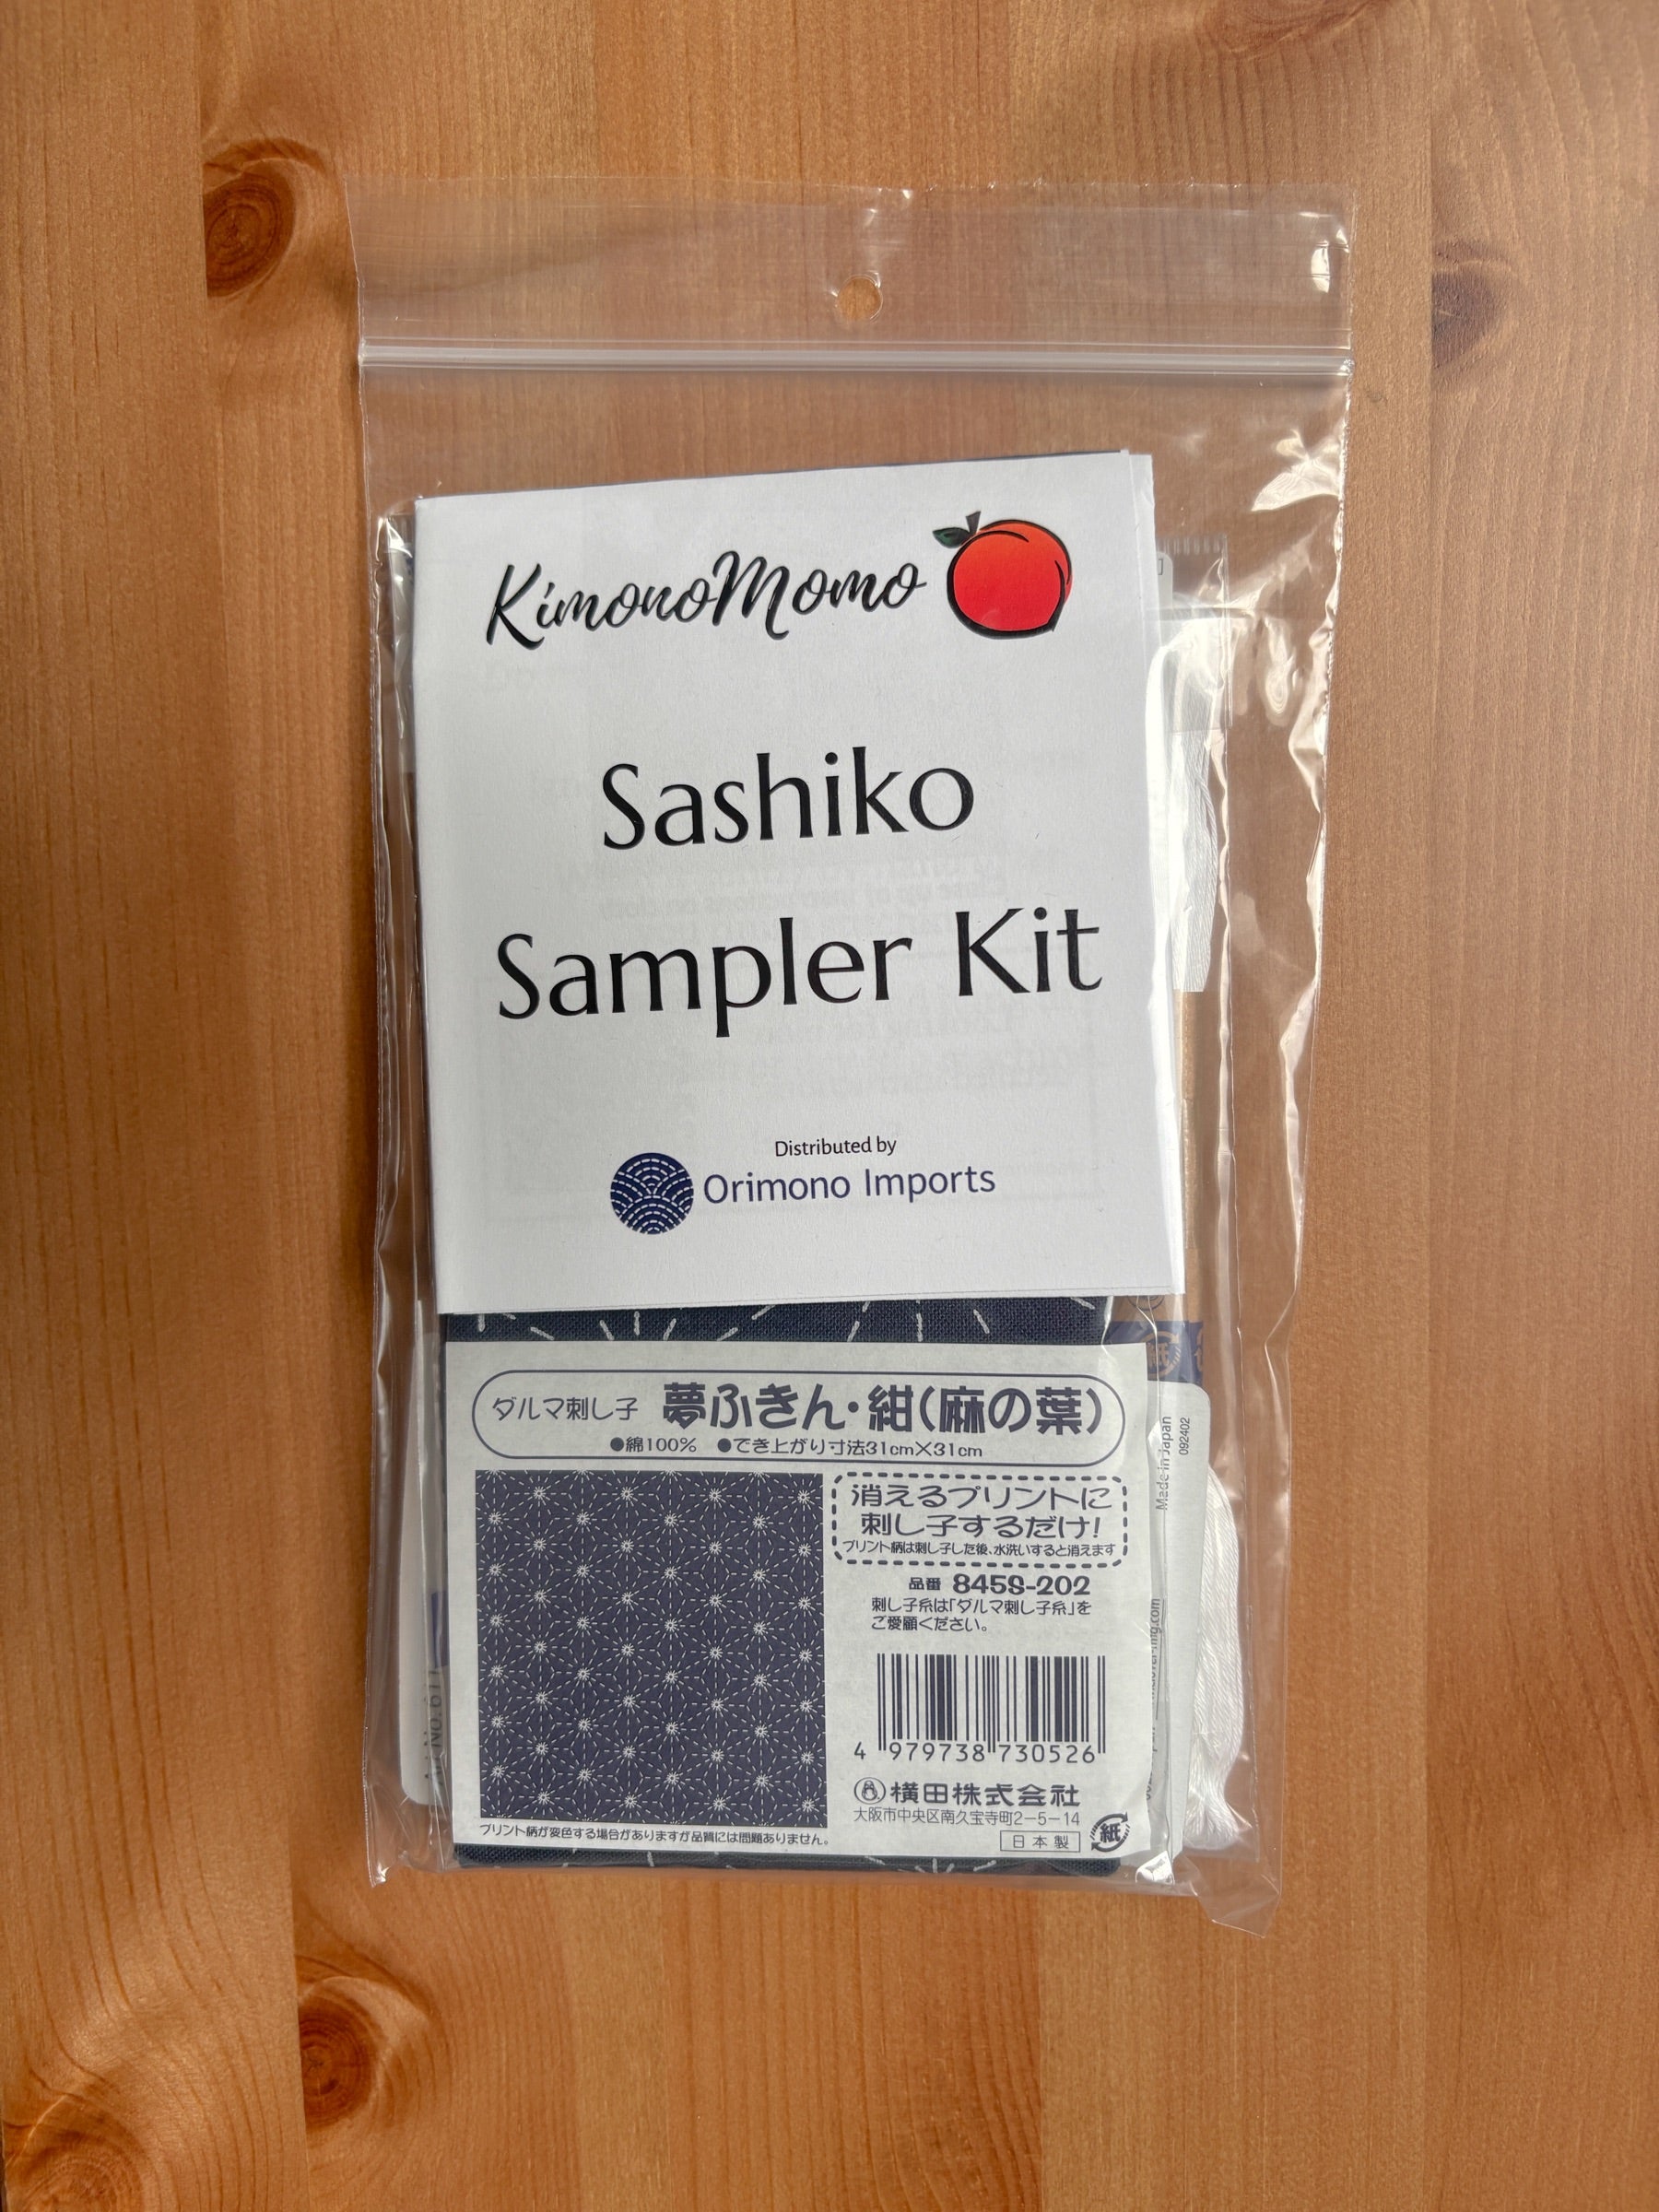 KimonoMomo
Sashiko
Sampler Kit
Distributed by
Orimono Imports
ダルマ刺し子 夢ふきん・紺(麻の葉)
●綿100% ●でき上がり寸法31cm×31cm
消えるプリントに
刺し子するだけ!
プリント柄は刺し子した後、水洗いすると消えます
品番 845S-202
刺し子糸は「ダルマ刺し子糸」を
ご愛顧ください。
4 979738 730526
横田株式会社
大阪市中央区南久宝寺町2-5-14
日本製
紙
プリント柄が変色する場合がありますが品質には問題ありません。
Made in Japan
092402